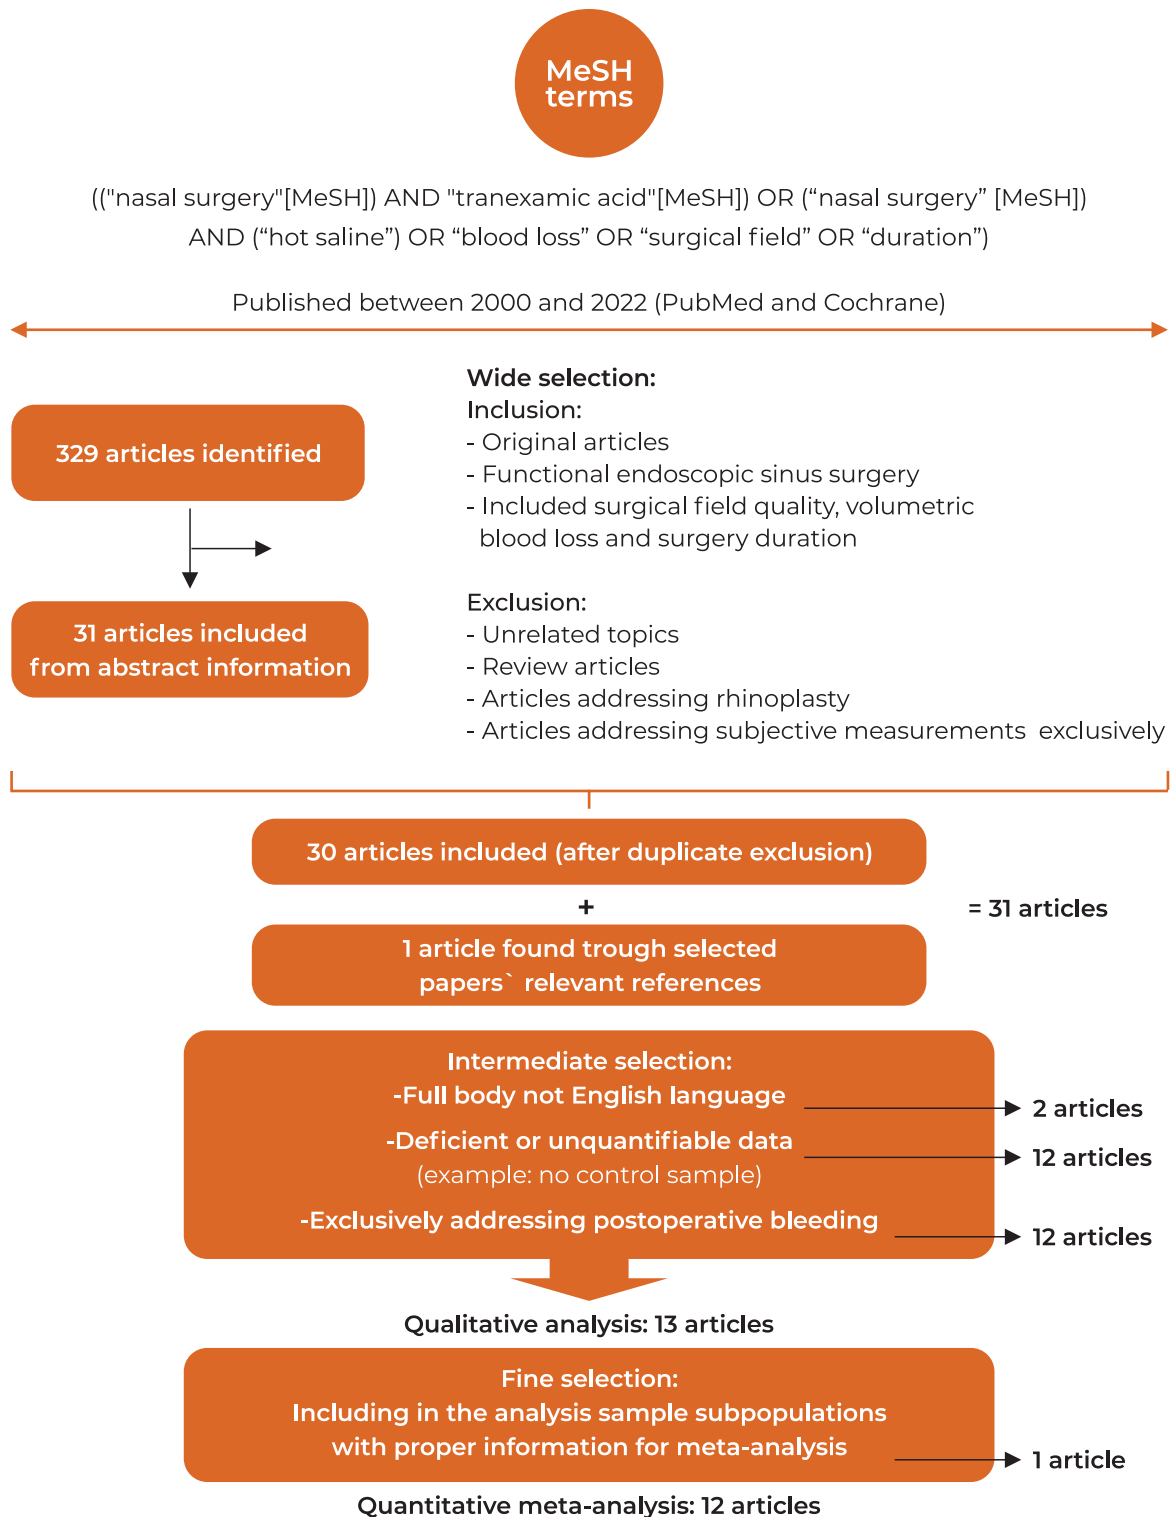 MeSH
terms
(("nasal surgery"[MeSH]) AND "tranexamic acid"[MeSH]) OR (“nasal surgery” [MeSH])
AND (“hot saline”) OR “blood loss” OR “surgical field” OR “duration”)
Published between 2000 and 2022 (PubMed and Cochrane)
329 articles identified
31 articles included
from abstract information
Wide selection:
Inclusion:
- Original articles
- Functional endoscopic sinus surgery
- Included surgical field quality, volumetric
blood loss and surgery duration
Exclusion:
- Unrelated topics
- Review articles
- Articles addressing rhinoplasty
- Articles addressing subjective measurements exclusively
30 articles included (after duplicate exclusion)
+
= 31 articles
1 article found trough selected
papers` relevant references
Intermediate selection:
-Full body not English language
2 articles
-Deficient or unquantifiable data
12 articles
(example: no control sample)
-Exclusively addressing postoperative bleeding
12 articles
Qualitative analysis: 13 articles
Fine selection:
Including in the analysis sample subpopulations
with proper information for meta-analysis
1 article
Quantitative meta-analysis: 12 articles